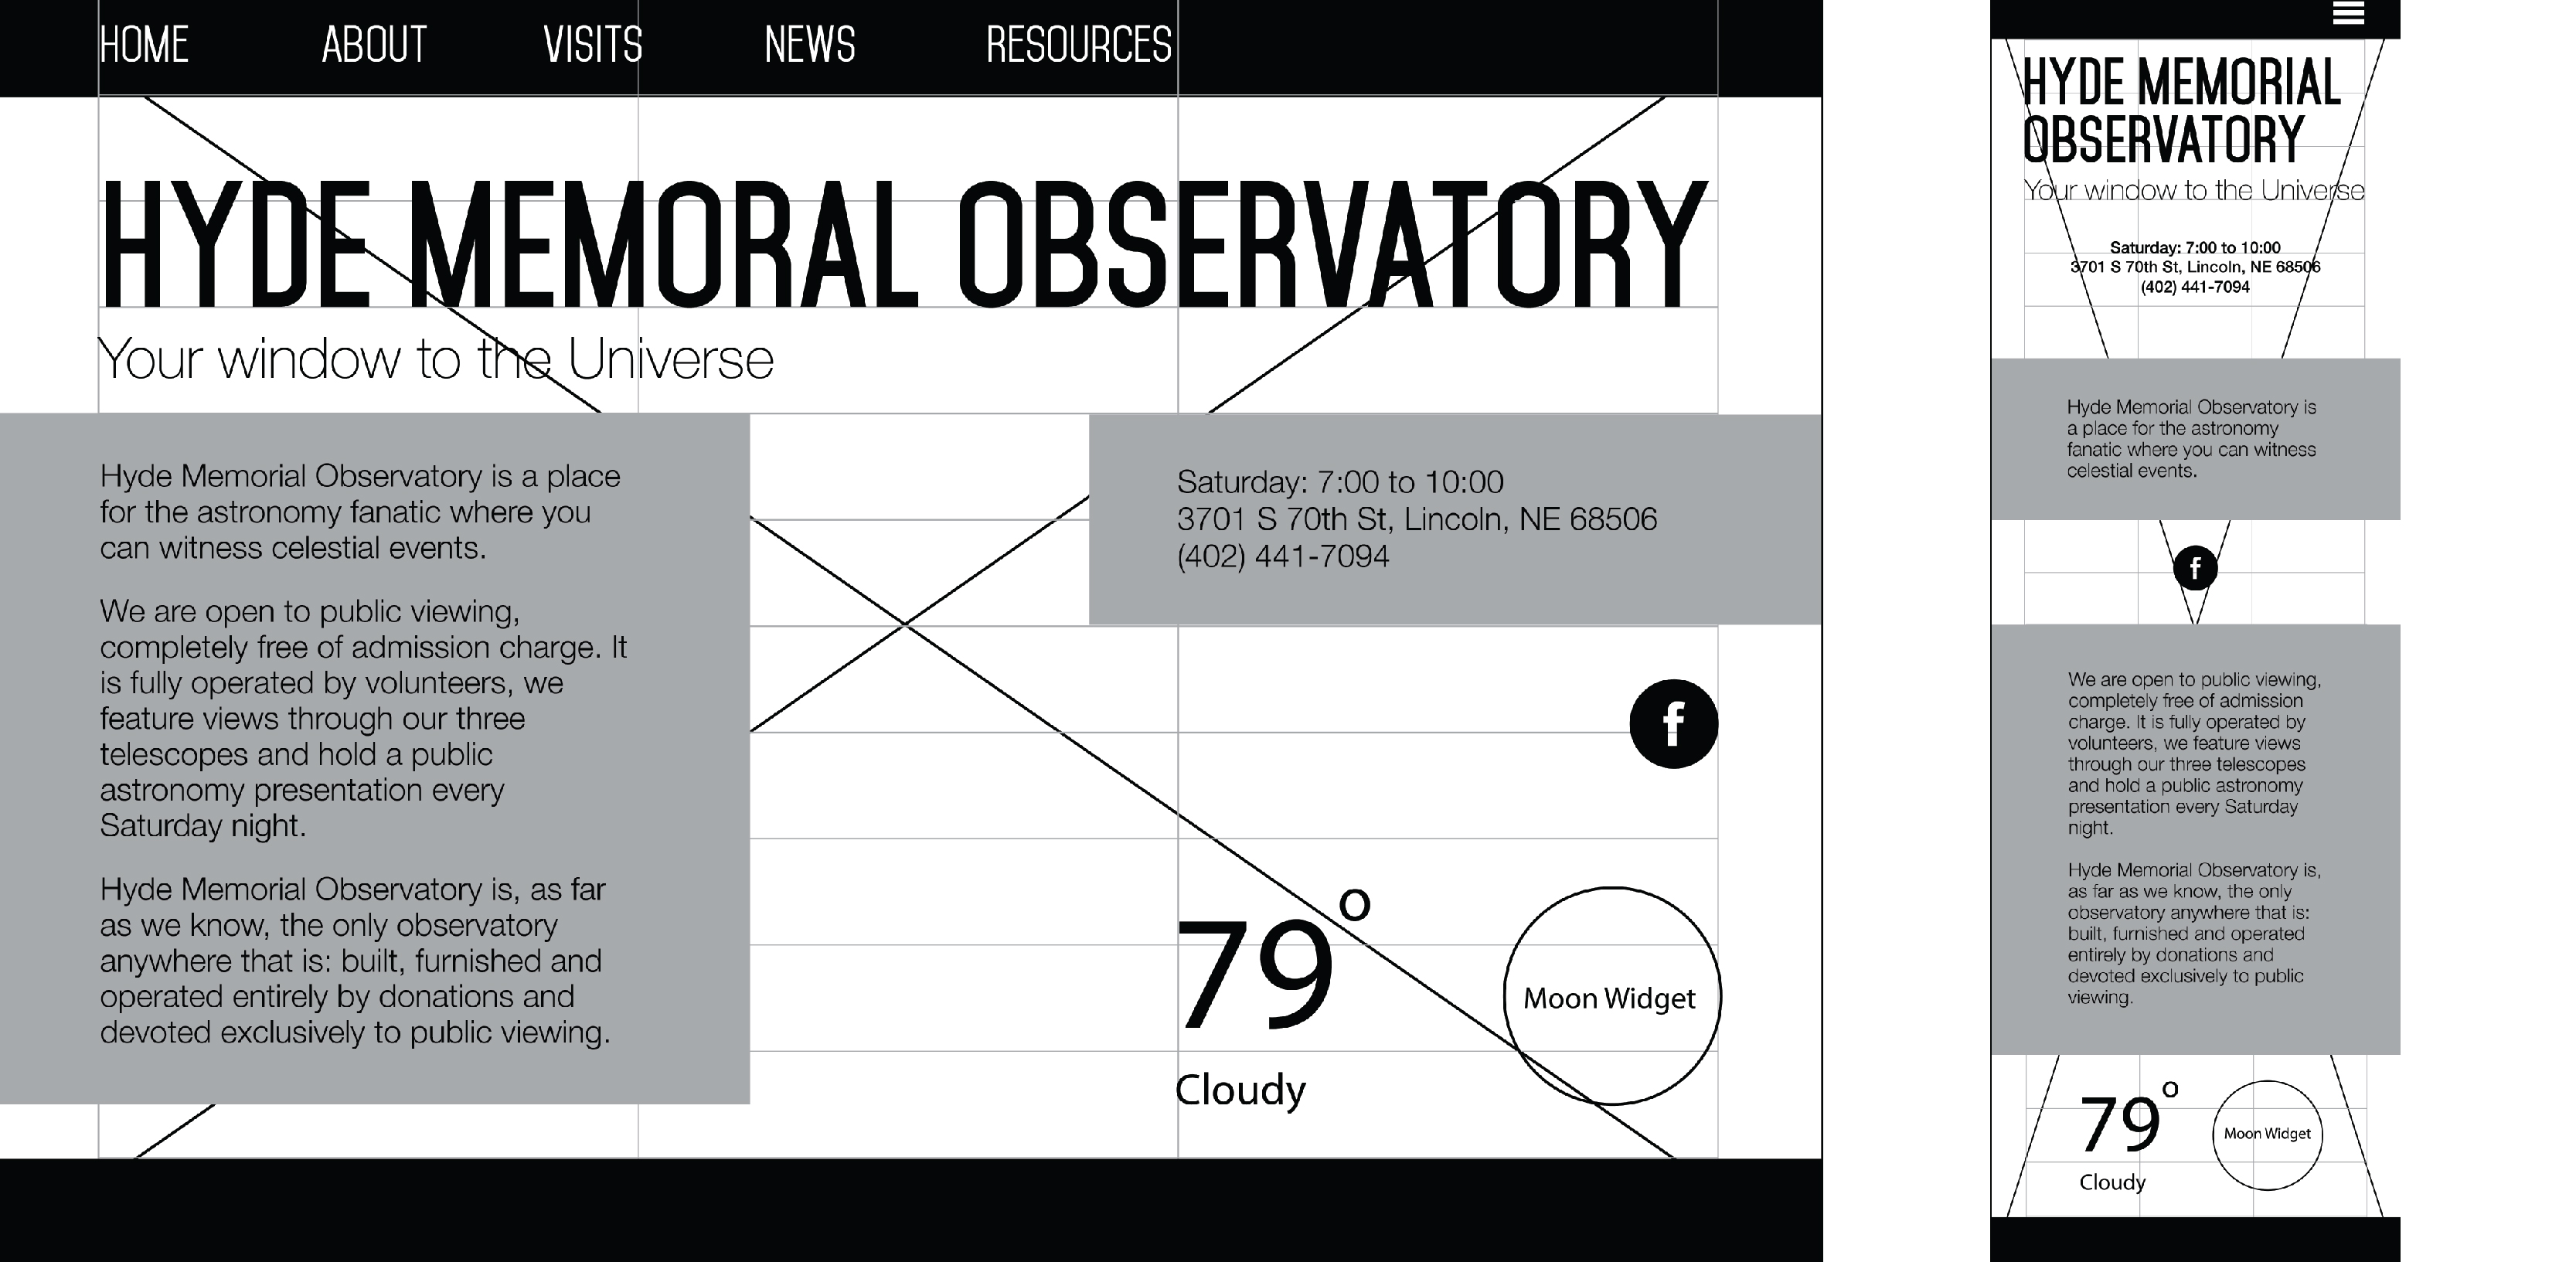 HOME ABOUT VISITS NEWS RESOURCES
HYDE MEMORAL OBSERVATORY
Your window to the Universe
Hyde Memorial Observatory is a place
for the astronomy fanatic where you
can witness celestial events.
We are open to public viewing,
completely free of admission charge. It
is fully operated by volunteers, we
feature views through our three
telescopes and hold a public
astronomy presentation every
Saturday night.
Hyde Memorial Observatory is, as far
as we know, the only observatory
anywhere that is: built, furnished and
operated entirely by donations and
devoted exclusively to public viewing.
Saturday: 7:00 to 10:00
3701 S 70th St, Lincoln, NE 68506
(402) 441-7094
f
79°
Cloudy
Moon Widget
HYDE MEMORIAL
OBSERVATORY
Your window to the Universe
Saturday: 7:00 to 10:00
3701 S 70th St, Lincoln, NE 68506
(402) 441-7094
Hyde Memorial Observatory is
a place for the astronomy
fanatic where you can witness
celestial events.
f
We are open to public viewing,
completely free of admission
charge. It is fully operated by
volunteers, we feature views
through our three telescopes
and hold a public astronomy
presentation every Saturday
night.
Hyde Memorial Observatory is,
as far as we know, the only
observatory anywhere that is:
built, furnished and operated
entirely by donations and
devoted exclusively to public
viewing.
79°
Cloudy
Moon Widget